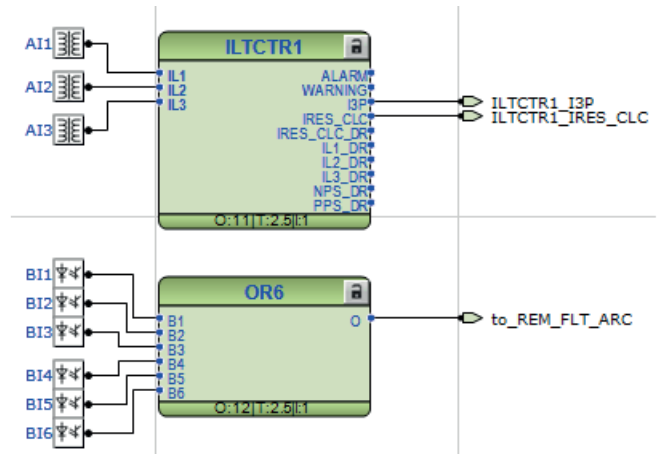 ILTCTR1
AI1
IL1
ALARM
AI2
IL2
WARNING
IL3
I3P
ILTCTR1_I3P
IRES_CLC
ILTCTR1_IRES_CLC
AI3
IRES_CLC_DR
IL1_DR
IL2_DR
IL3_DR
NPS_DR
PPS_DR
O:11|T:2.5|I:1
BI1
OR6
BI2
B1
O
to_REM_FLT_ARC
BI3
B2
B3
BI4
B4
BI5
B5
B6
BI6
O:12|T:2.5|I:1